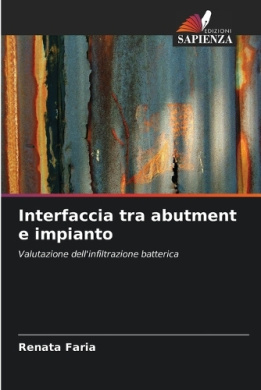 EDIZIONI
SAPIENZA
Interfaccia tra abutment
e impianto
Valutazione dell'infiltrazione batterica
Renata Faria